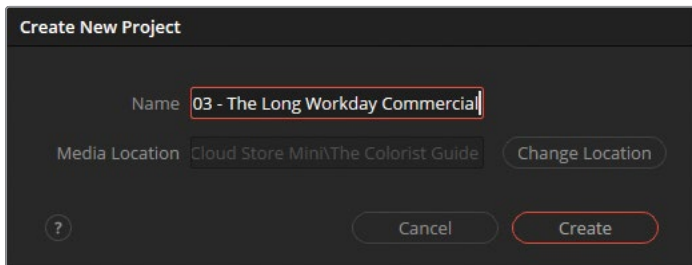 Create New Project
Name 03 - The Long Workday Commercial
Media Location Cloud Store Mini\The Colorist Guide Change Location
? Cancel Create